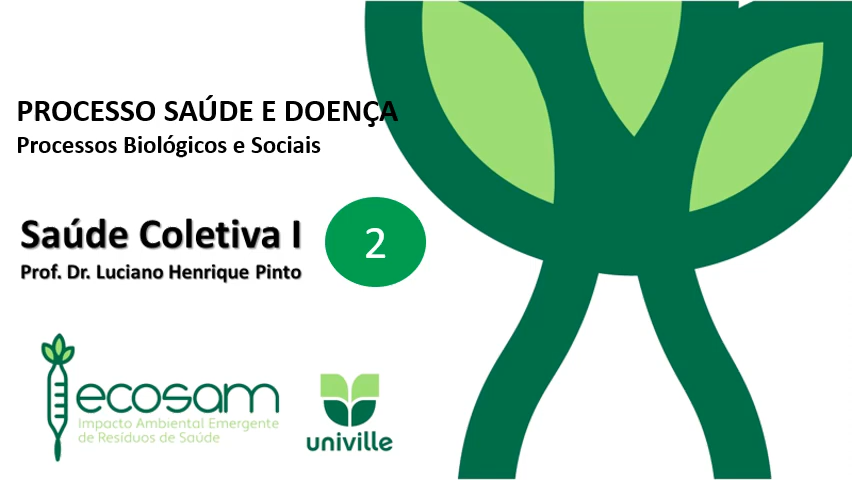 PROCESSO SAÚDE E DOENÇA
Processos Biológicos e Sociais
Saúde Coletiva I
2
Prof. Dr. Luciano Henrique Pinto
ecosam
Impacto Ambiental Emergente
de Resíduos de Saúde
univille